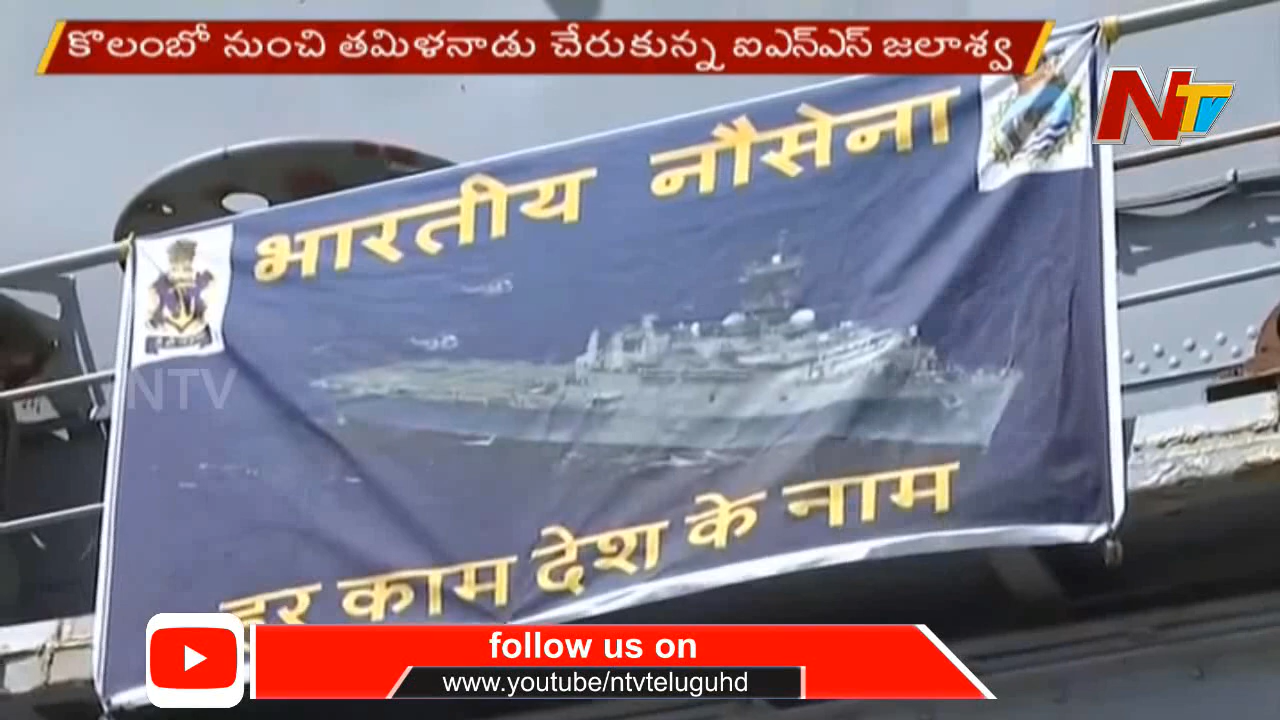 కొలంబో నుంచి తమిళనాడు చేరుకున్న ఐఎన్ఎస్ జలాశ్వ
NTV
भारतीय नौसेना
NTV
हर काम देश के नाम
follow us on
www.youtube/ntvteluguhd